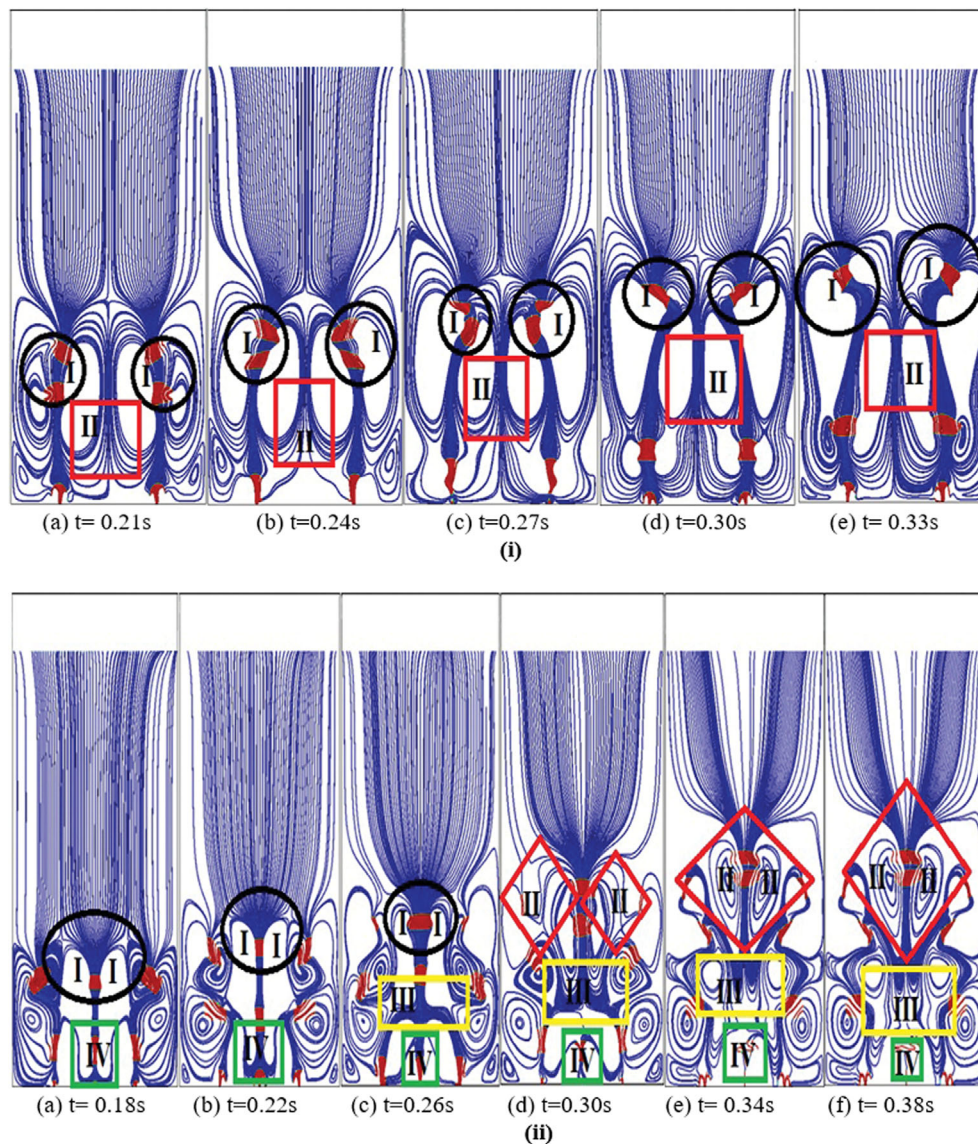 I I I I I I I I I I
II II II II II
(a) t= 0.21s (b) t=0.24s (c) t=0.27s (d) t=0.30s (e) t= 0.33s
(i)
I I I I I I II II II II II II
III III III III
IV IV IV IV IV IV
(a) t= 0.18s (b) t=0.22s (c) t=0.26s (d) t=0.30s (e) t= 0.34s (f) t= 0.38s
(ii)